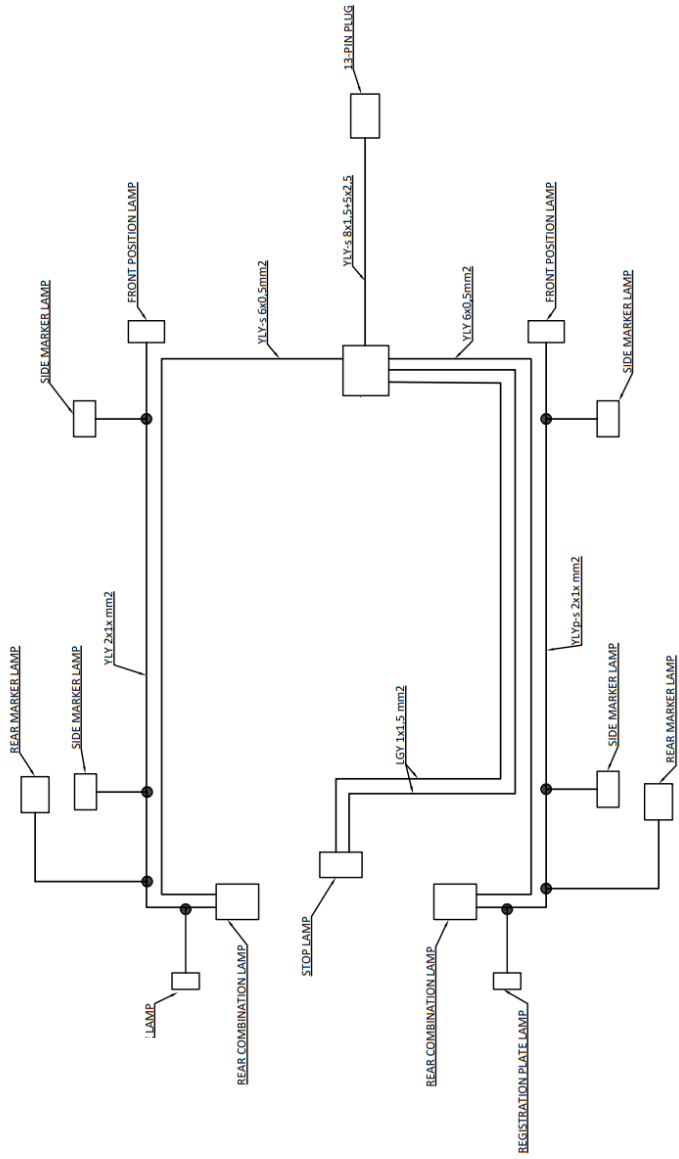 13-PIN PLUG
FRONT POSITION LAMP
FRONT POSITION LAMP
YLY-s 8x1,5+5x2,5
YLY-s 6x0,5mm2
YLY 6x0,5mm2
SIDE MARKER LAMP
SIDE MARKER LAMP
YLY 2x1x mm2
YLYp-s 2x1x mm2
REAR MARKER LAMP
SIDE MARKER LAMP
LGY 1x1,5 mm2
SIDE MARKER LAMP
REAR MARKER LAMP
STOP LAMP
LAMP
REAR COMBINATION LAMP
REAR COMBINATION LAMP
REGISTRATION PLATE LAMP